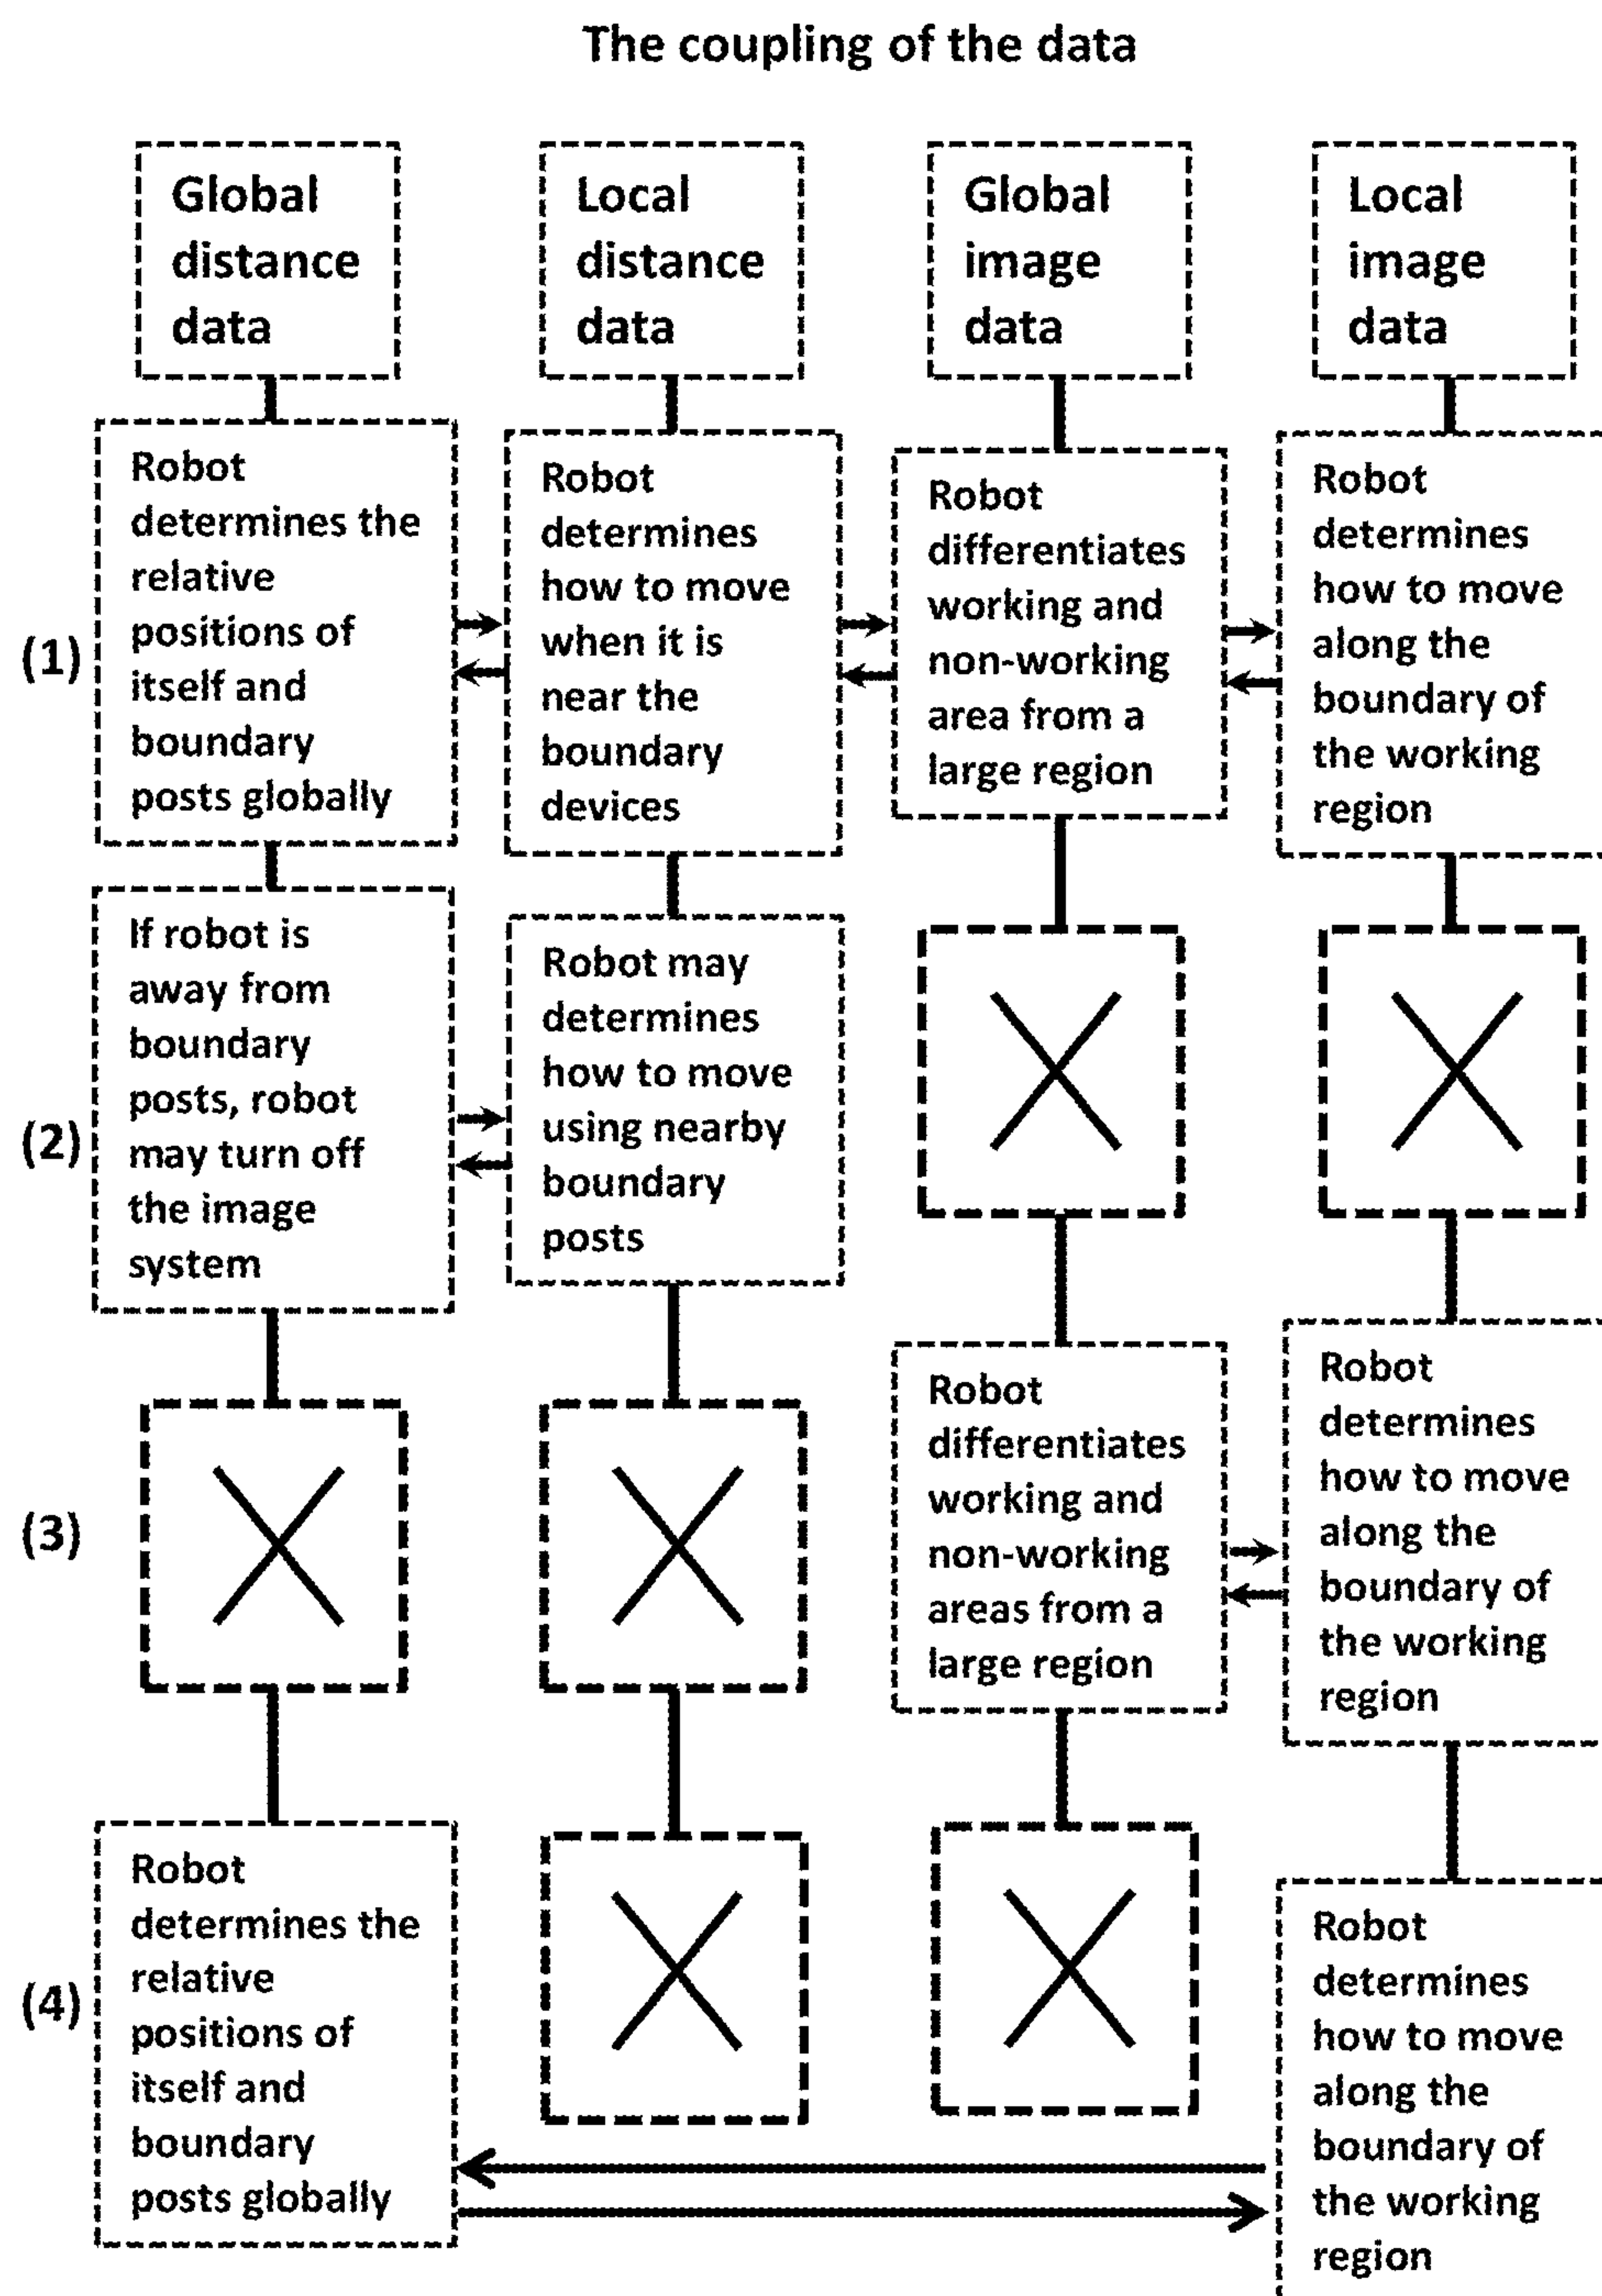 The coupling of the data
Global
distance
data
Local
distance
data
Global
image
data
Local
image
data
(1)
Robot
determines the
relative
positions of
itself and
boundary
posts globally
Robot
determines
how to move
when it is
near the
boundary
devices
Robot
differentiates
working and
non-working
area from a
large region
Robot
determines
how to move
along the
boundary of
the working
region
(2)
If robot is
away from
boundary
posts, robot
may turn off
the image
system
Robot may
determines
how to move
using nearby
boundary
posts
(3)
Robot
differentiates
working and
non-working
areas from a
large region
Robot
determines
how to move
along the
boundary of
the working
region
(4)
Robot
determines the
relative
positions of
itself and
boundary
posts globally
Robot
determines
how to move
along the
boundary of
the working
region